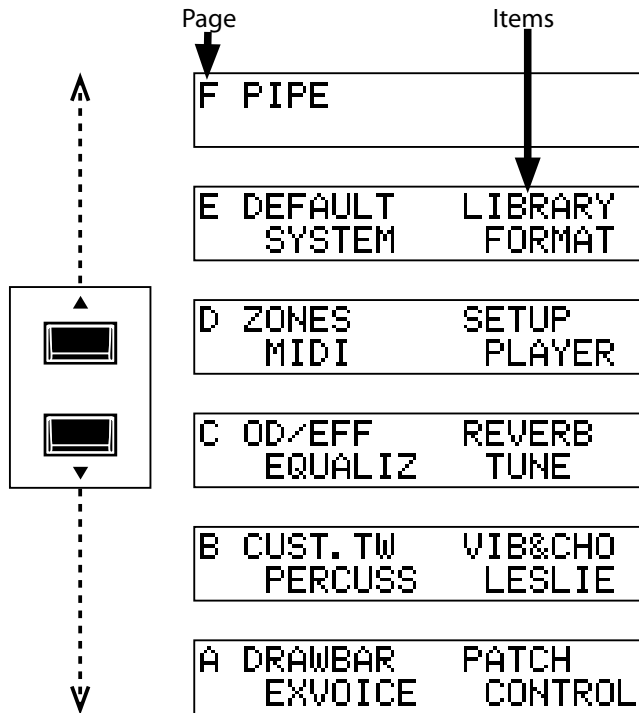 Page Items
F PIPE
E DEFAULT LIBRARY
SYSTEM FORMAT
D ZONES SETUP
MIDI PLAYER
C OD/EFF REVERB
EQUALIZ TUNE
B CUST.TW VIB&CHO
PERCUSS LESLIE
A DRAWBAR PATCH
EXVOICE CONTROL